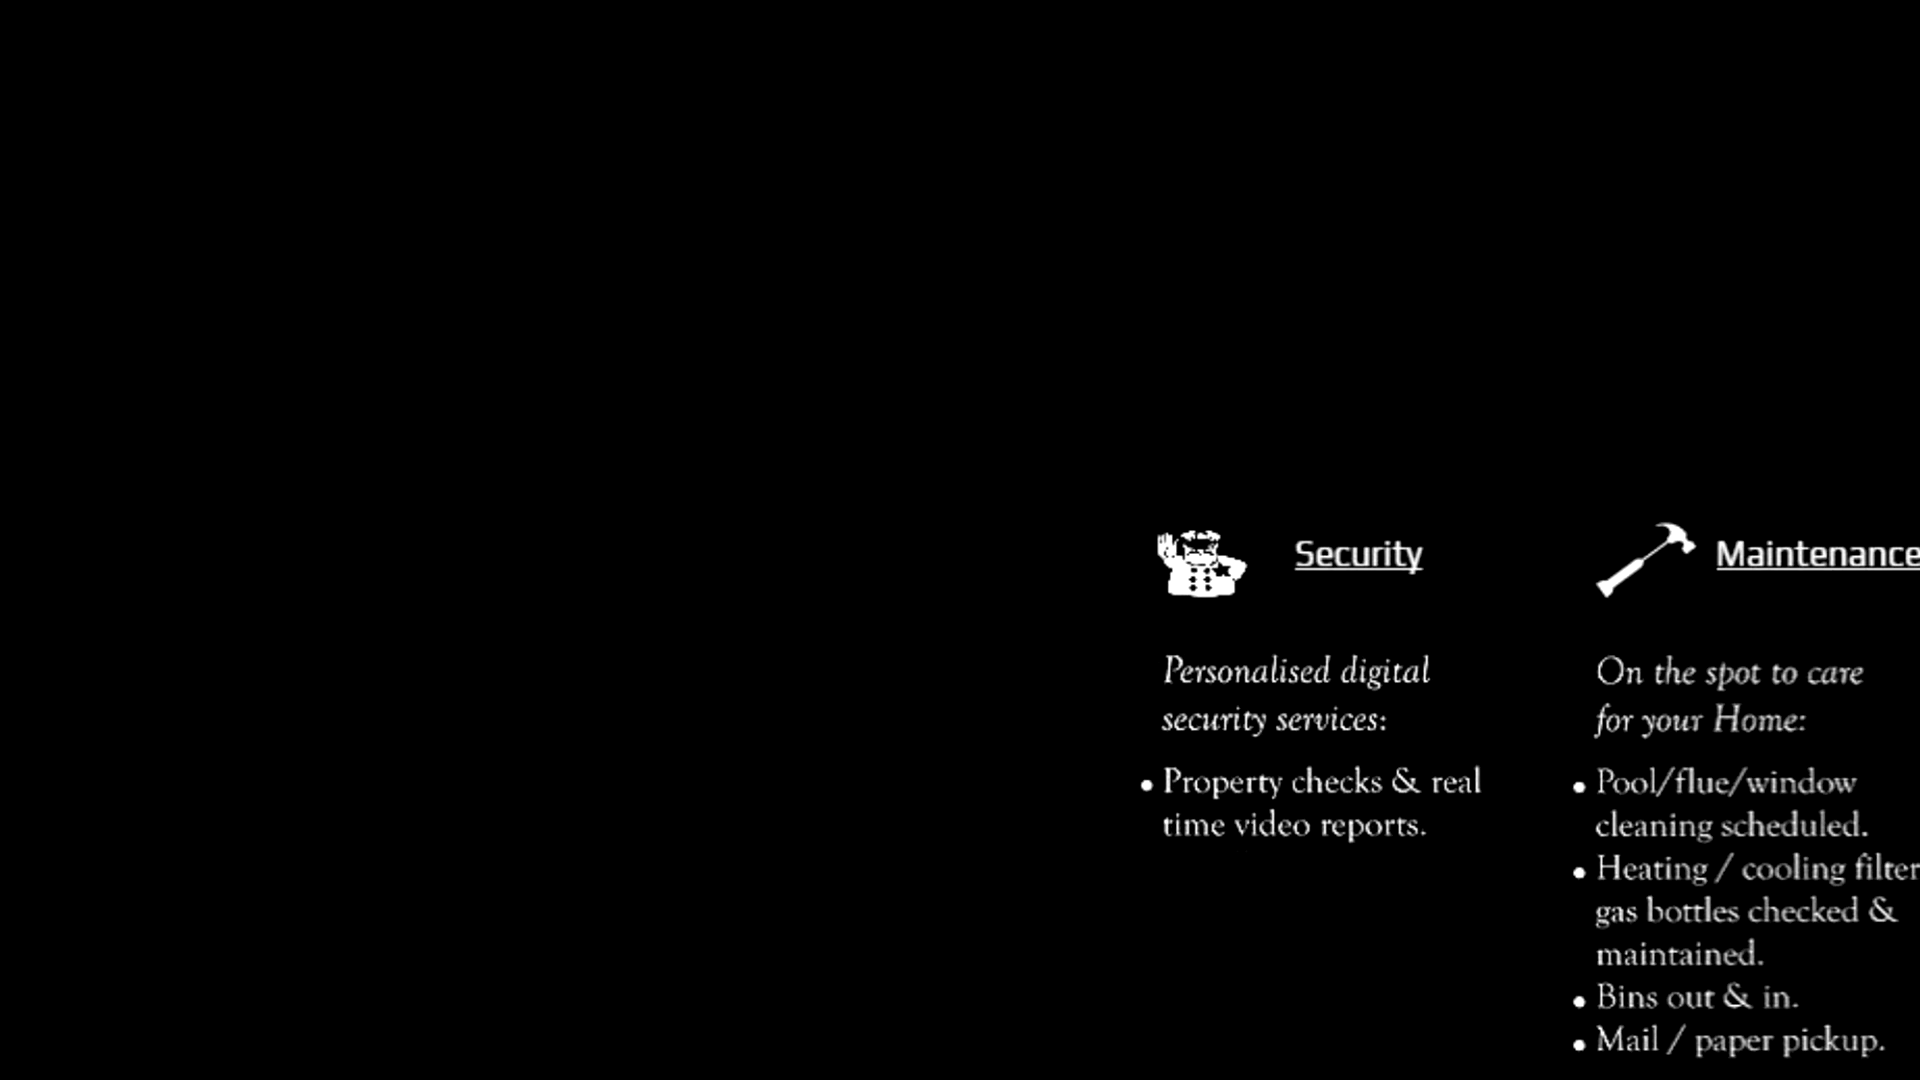 Security
Personalised digital
security services:
• Property checks & real
time video reports.
Maintenance
On the spot to care
for your Home:
• Pool/flue/window
cleaning scheduled.
• Heating / cooling filter
gas bottles checked &
maintained.
• Bins out & in.
• Mail / paper pickup.